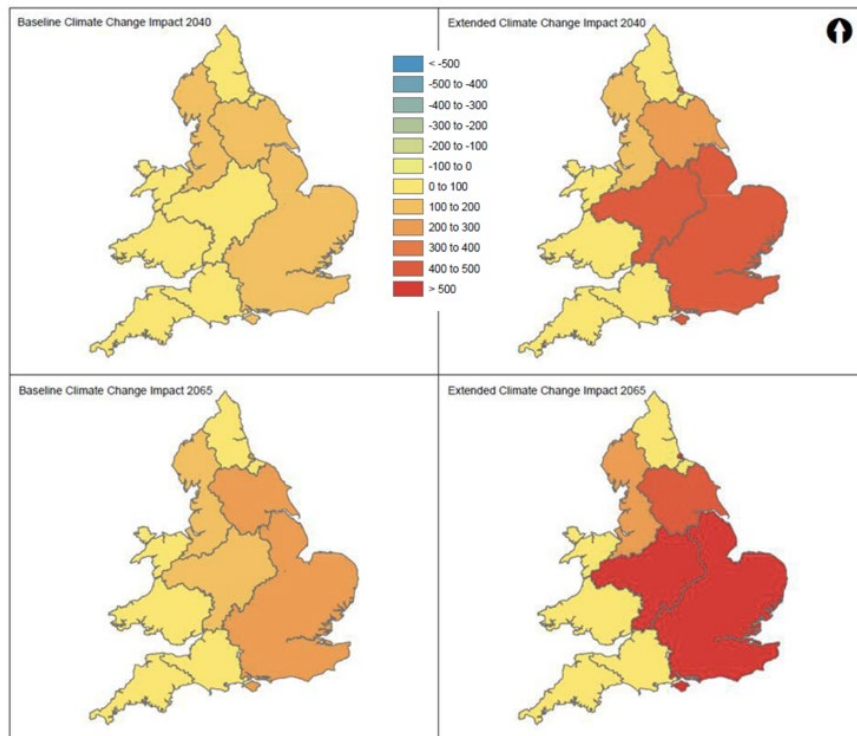 Baseline Climate Change Impact 2040
Extended Climate Change Impact 2040
< -500
-500 to -400
-400 to -300
-300 to -200
-200 to -100
-100 to 0
0 to 100
100 to 200
200 to 300
300 to 400
400 to 500
> 500
Baseline Climate Change Impact 2065
Extended Climate Change Impact 2065